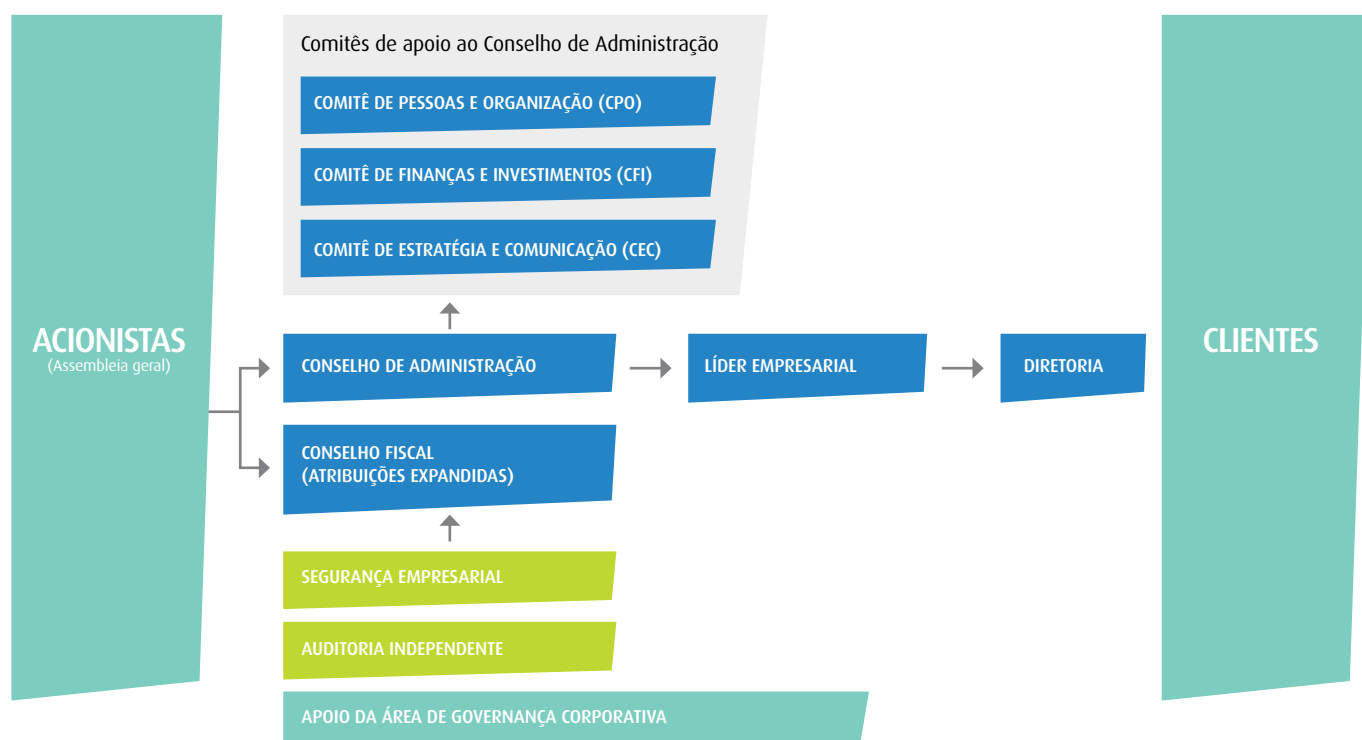 Comitês de apoio ao Conselho de Administração
COMITÊ DE PESSOAS E ORGANIZAÇÃO (CPO)
COMITÊ DE FINANÇAS E INVESTIMENTOS (CFI)
COMITÊ DE ESTRATÉGIA E COMUNICAÇÃO (CEC)
ACIONISTAS
(Assembleia geral)
CONSELHO DE ADMINISTRAÇÃO
LÍDER EMPRESARIAL
DIRETORIA
CLIENTES
CONSELHO FISCAL
(ATRIBUIÇÕES EXPANDIDAS)
SEGURANÇA EMPRESARIAL
AUDITORIA INDEPENDENTE
APOIO DA ÁREA DE GOVERNANÇA CORPORATIVA